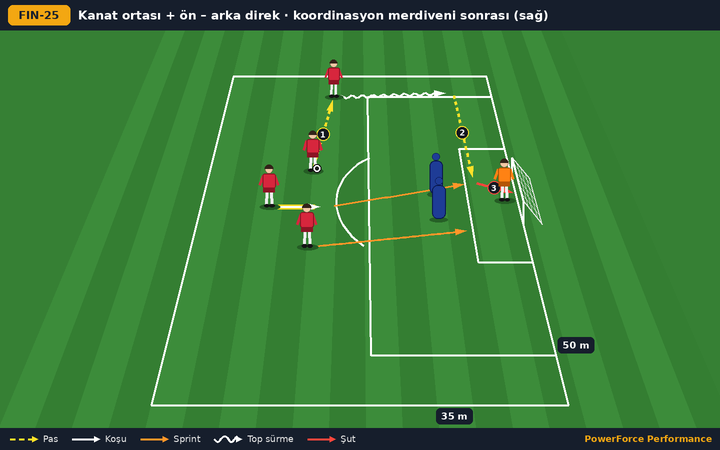 FIN-25 Kanat ortası + ön – arka direk · koordinasyon merdiveni sonrası (sağ)
1
2
3
50 m
35 m
Pas Koşu Sprint Top sürme Şut PowerForce Performance